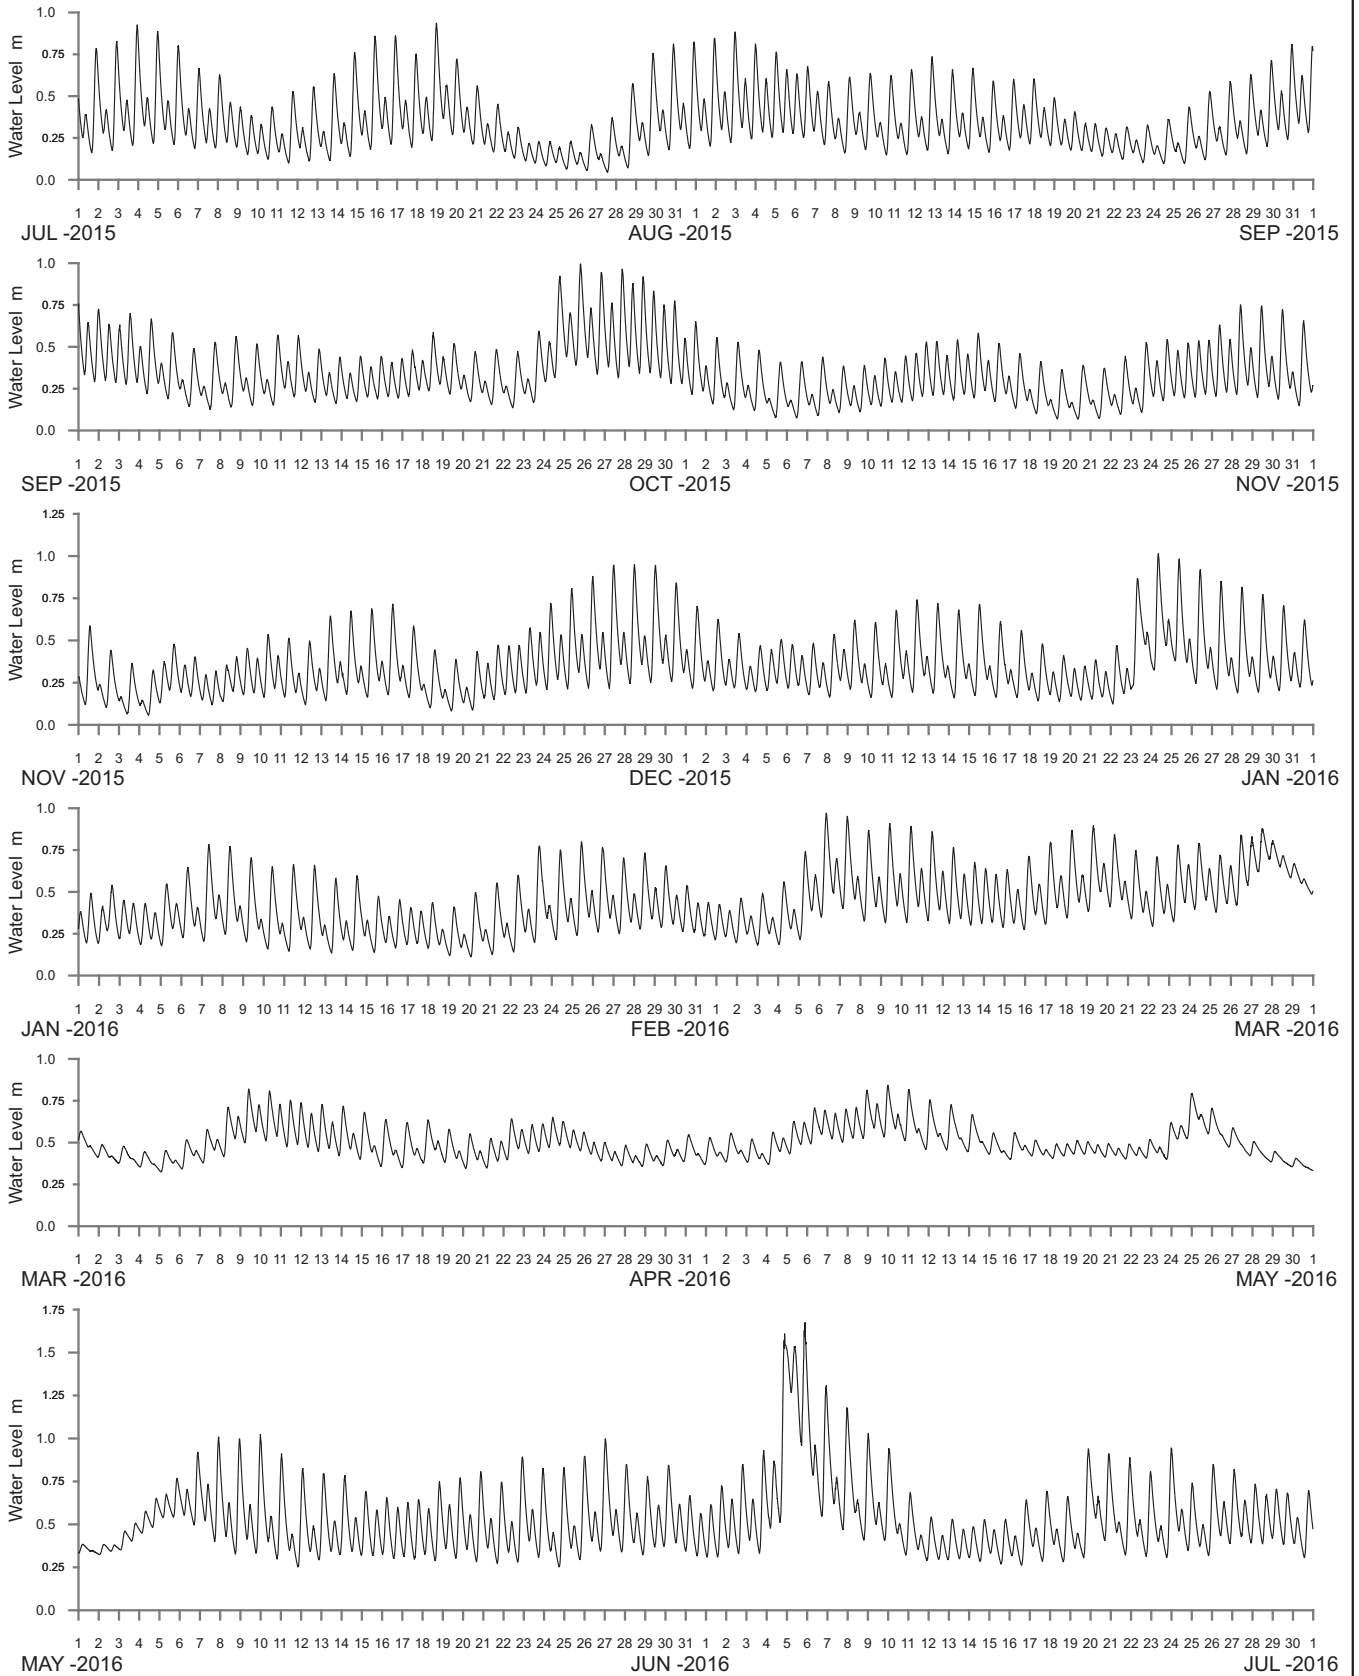 1.0
0.75
0.5
0.25
0.0
Water Level m
1 2 3 4 5 6 7 8 9 10 11 12 13 14 15 16 17 18 19 20 21 22 23 24 25 26 27 28 29 30 31 1 2 3 4 5 6 7 8 9 10 11 12 13 14 15 16 17 18 19 20 21 22 23 24 25 26 27 28 29 30 31 1
JUL -2015 AUG -2015 SEP -2015
1.0
0.75
0.5
0.25
0.0
Water Level m
1 2 3 4 5 6 7 8 9 10 11 12 13 14 15 16 17 18 19 20 21 22 23 24 25 26 27 28 29 30 1 2 3 4 5 6 7 8 9 10 11 12 13 14 15 16 17 18 19 20 21 22 23 24 25 26 27 28 29 30 31 1
SEP -2015 OCT -2015 NOV -2015
1.25
1.0
0.75
0.5
0.25
0.0
Water Level m
1 2 3 4 5 6 7 8 9 10 11 12 13 14 15 16 17 18 19 20 21 22 23 24 25 26 27 28 29 30 1 2 3 4 5 6 7 8 9 10 11 12 13 14 15 16 17 18 19 20 21 22 23 24 25 26 27 28 29 30 31 1
NOV -2015 DEC -2015 JAN -2016
1.0
0.75
0.5
0.25
0.0
Water Level m
1 2 3 4 5 6 7 8 9 10 11 12 13 14 15 16 17 18 19 20 21 22 23 24 25 26 27 28 29 30 31 1 2 3 4 5 6 7 8 9 10 11 12 13 14 15 16 17 18 19 20 21 22 23 24 25 26 27 28 29 1
JAN -2016 FEB -2016 MAR -2016
1.0
0.75
0.5
0.25
0.0
Water Level m
1 2 3 4 5 6 7 8 9 10 11 12 13 14 15 16 17 18 19 20 21 22 23 24 25 26 27 28 29 30 31 1 2 3 4 5 6 7 8 9 10 11 12 13 14 15 16 17 18 19 20 21 22 23 24 25 26 27 28 29 30 1
MAR -2016 APR -2016 MAY -2016
1.75
1.5
1.25
1.0
0.75
0.5
0.25
0.0
Water Level m
1 2 3 4 5 6 7 8 9 10 11 12 13 14 15 16 17 18 19 20 21 22 23 24 25 26 27 28 29 30 31 1 2 3 4 5 6 7 8 9 10 11 12 13 14 15 16 17 18 19 20 21 22 23 24 25 26 27 28 29 30 1
MAY -2016 JUN -2016 JUL -2016